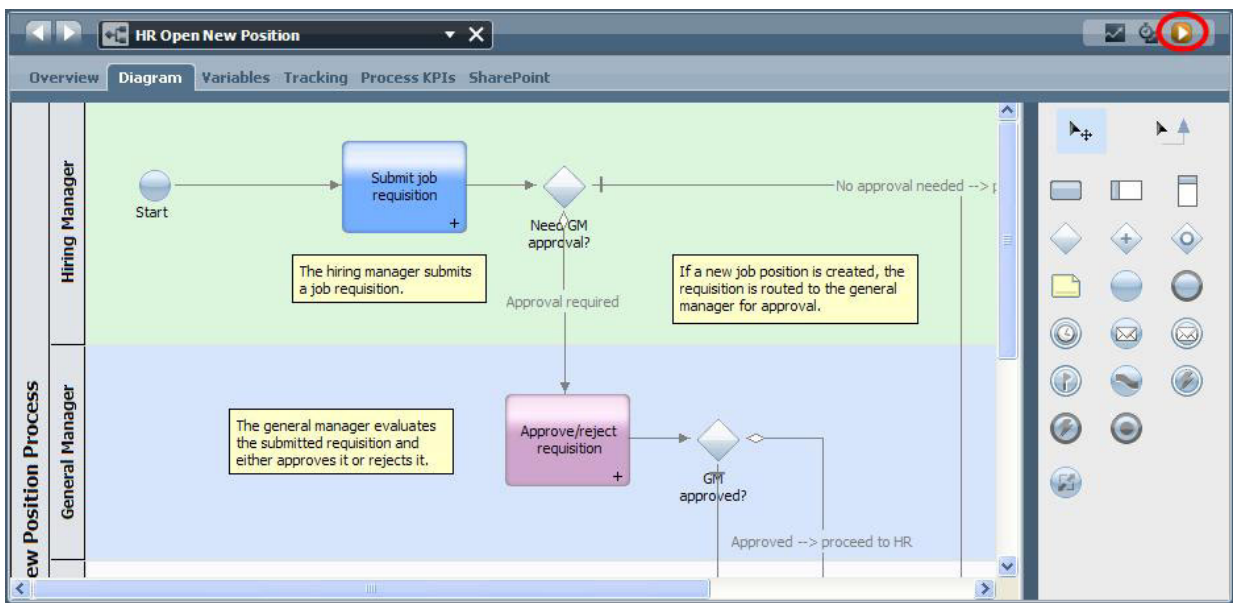 HR Open New Position
Overview Diagram Variables Tracking Process KPIs SharePoint
Hiring Manager
Start
Submit job
requisition
Need GM
approval?
No approval needed -->
The hiring manager submits
a job requisition.
If a new job position is created, the
requisition is routed to the general
manager for approval.
Approval required
ew Position Process
General Manager
The general manager evaluates
the submitted requisition and
either approves it or rejects it.
Approve/reject
requisition
GM
approved?
Approved --> proceed to HR